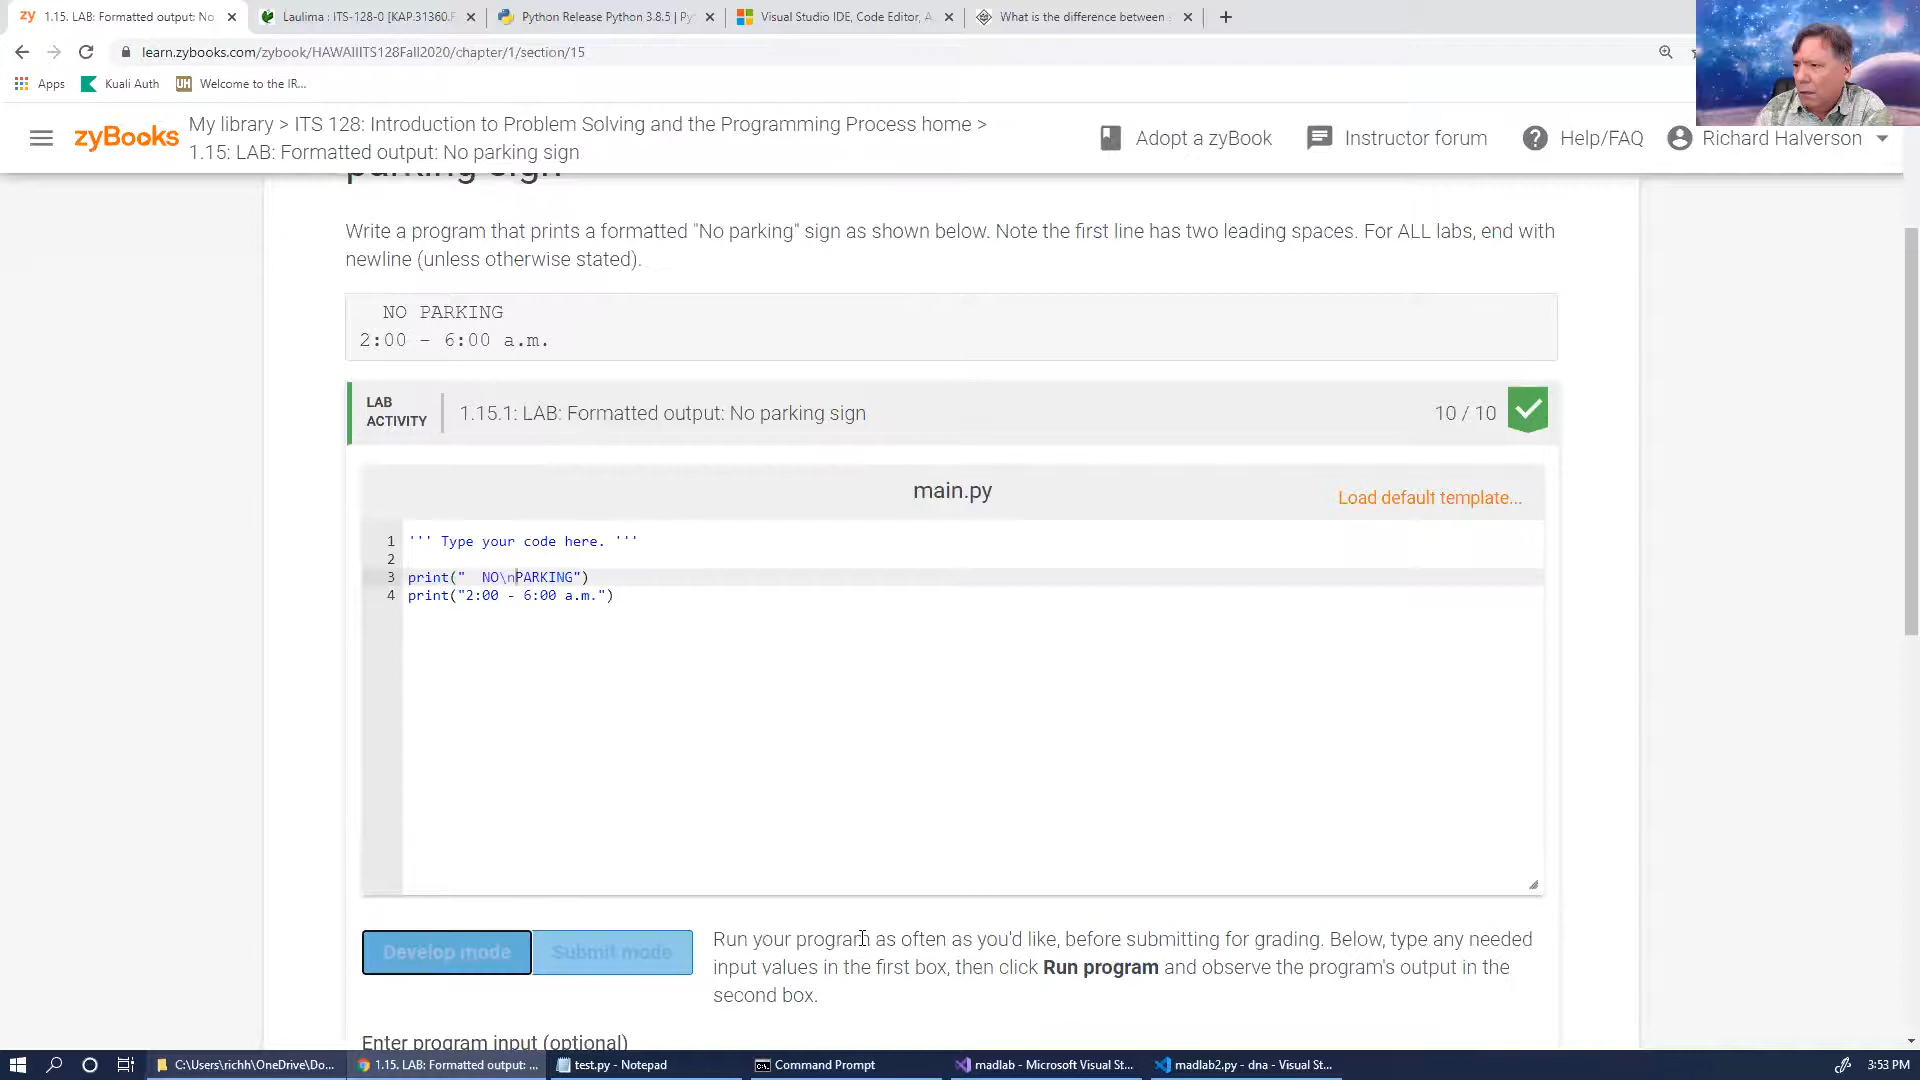 1.15. LAB: Formatted output: No
Laulima : ITS-128-0 [KAP.31360.F
Python Release Python 3.8.5 | Py
Visual Studio IDE, Code Editor, A
What is the difference between
learn.zybooks.com/zybook/HAWAIIITS128Fall2020/chapter/1/section/15
Apps
Kuali Auth
Welcome to the IR...
zyBooks
My library > ITS 128: Introduction to Problem Solving and the Programming Process home >
1.15: LAB: Formatted output: No parking sign
Adopt a zyBook
Instructor forum
Help/FAQ
Richard Halverson
parking sign
Write a program that prints a formatted "No parking" sign as shown below. Note the first line has two leading spaces. For ALL labs, end with
newline (unless otherwise stated).
  NO PARKING
2:00 - 6:00 a.m.
LAB
ACTIVITY
1.15.1: LAB: Formatted output: No parking sign
10 / 10
main.py
Load default template...
1 ''' Type your code here. '''
2
3 print("  NO\nPARKING")
4 print("2:00 - 6:00 a.m.")
Develop mode
Submit mode
Run your program as often as you'd like, before submitting for grading. Below, type any needed
input values in the first box, then click Run program and observe the program's output in the
second box.
Enter program input (optional)
C:\Users\richh\OneDrive\Do...
1.15. LAB: Formatted output: ...
test.py - Notepad
Command Prompt
madlab - Microsoft Visual St...
madlab2.py - dna - Visual St...
3:53 PM